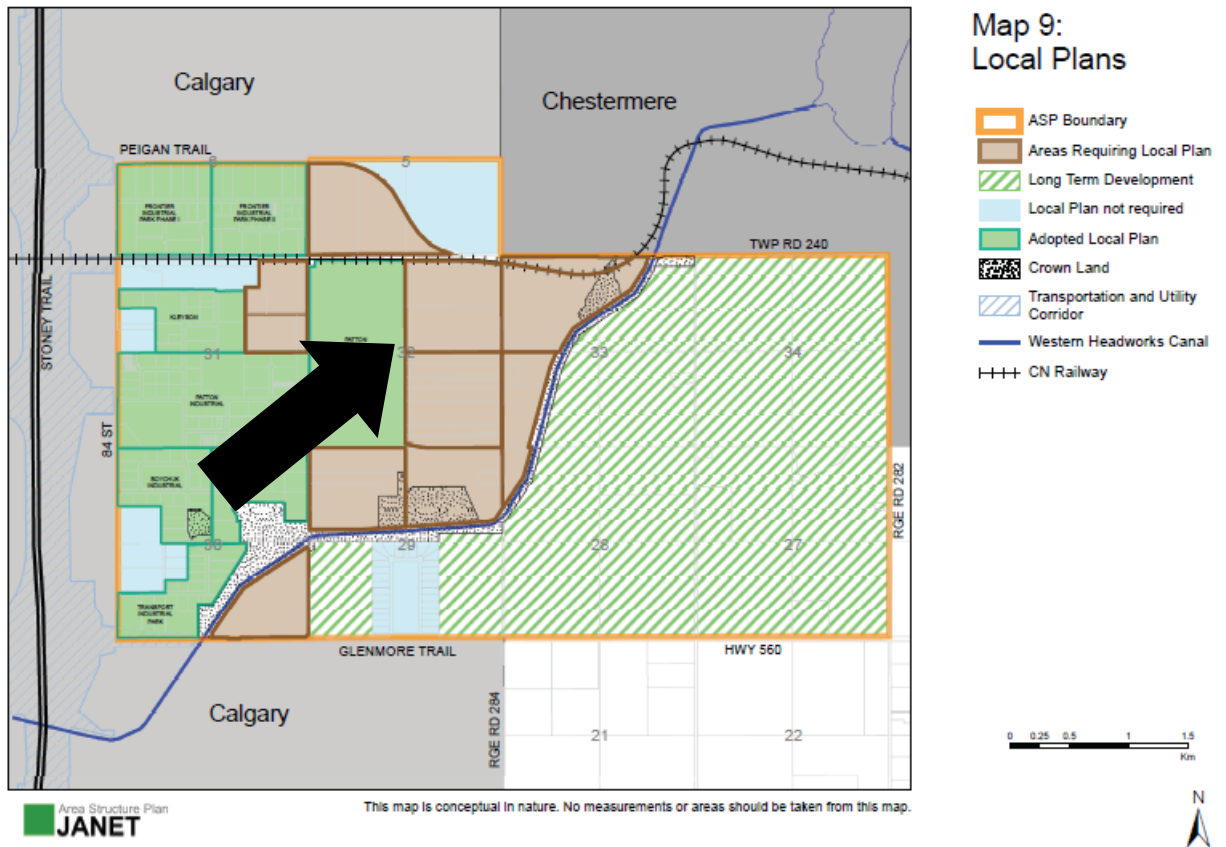 Map 9:
Local Plans
Calgary
Chestermere
PEIGAN TRAIL
6
5
FRONTIER
INDUSTRIAL
PARK PHASE I
FRONTIER
INDUSTRIAL
PARK PHASE II
TWP RD 240
STONEY TRAIL
84 ST
KLEYSON
31
PATTON
32
33
34
PATTON
INDUSTRIAL
BOYCHUK
INDUSTRIAL
30
29
28
27
RGE RD 282
TRANSPORT
INDUSTRIAL
PARK
GLENMORE TRAIL
HWY 560
Calgary
RGE RD 284
21
22
ASP Boundary
Areas Requiring Local Plan
Long Term Development
Local Plan not required
Adopted Local Plan
Crown Land
Transportation and Utility
Corridor
Western Headworks Canal
CN Railway
0 0.25 0.5 1 1.5
Km
N
Area Structure Plan
JANET
This map is conceptual in nature. No measurements or areas should be taken from this map.